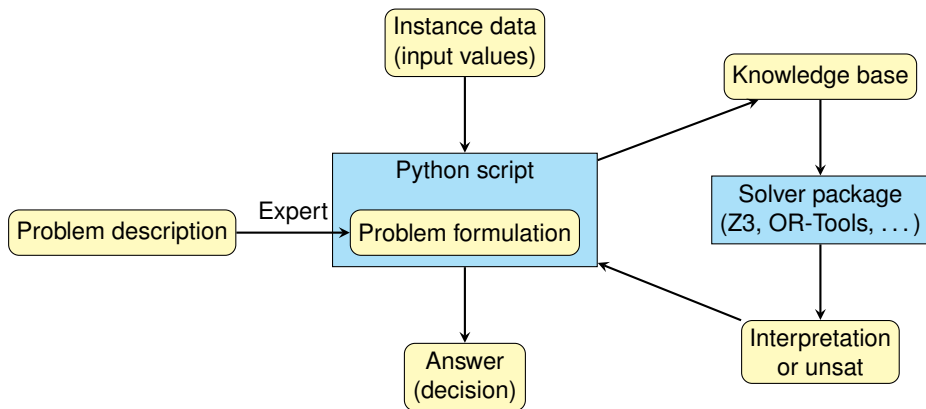 Instance data
(input values)
Knowledge base
Python script
Solver package
(Z3, OR-Tools, . . . )
Expert
Problem description
Problem formulation
Interpretation
or unsat
Answer
(decision)